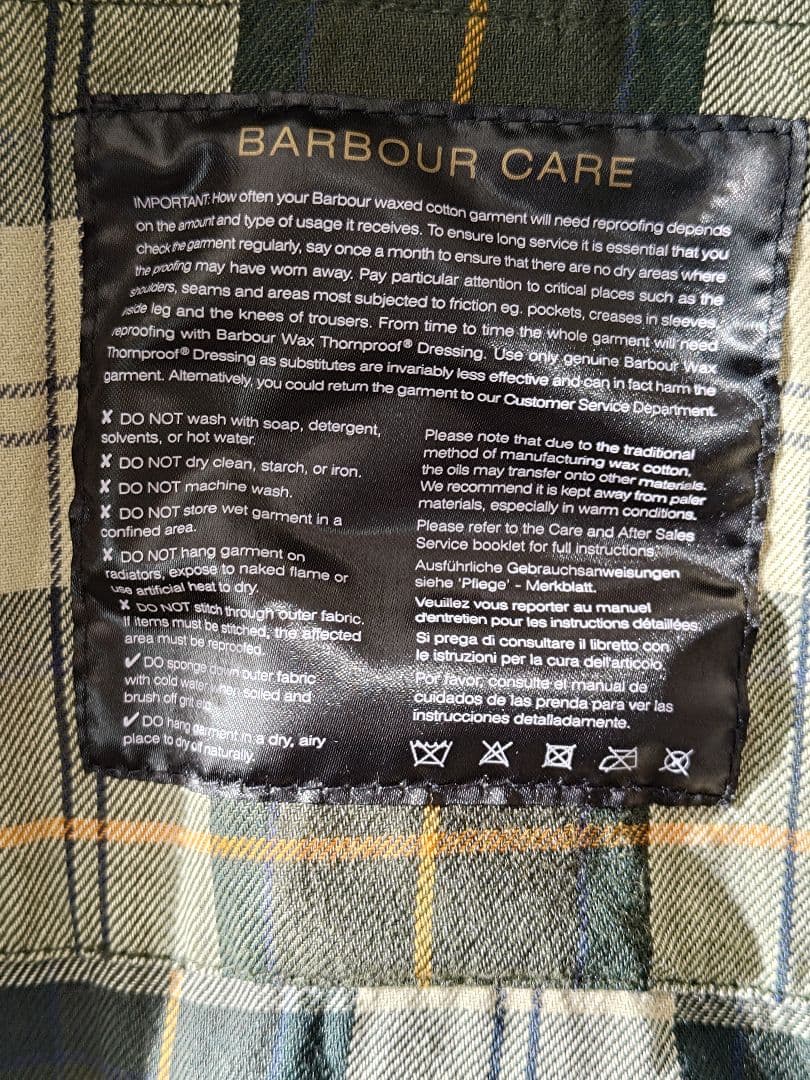 BARBOUR CARE
IMPORTANT: How often your Barbour waxed cotton garment will need reproofing depends
on the amount and type of usage it receives. To ensure long service it is essential that you
check the garment regularly, say once a month to ensure that there are no dry areas where
the proofing may have worn away. Pay particular attention to critical places such as the
shoulders, seams and areas most subjected to friction eg. pockets, creases in sleeves,
inside leg and the knees of trousers. From time to time the whole garment will need
reproofing with Barbour Wax Thornproof® Dressing. Use only genuine Barbour Wax
Thornproof® Dressing as substitutes are invariably less effective and can in fact harm the
garment. Alternatively, you could return the garment to our Customer Service Department.
✘ DO NOT wash with soap, detergent,
solvents, or hot water.
✘ DO NOT dry clean, starch, or iron.
✘ DO NOT machine wash.
✘ DO NOT store wet garment in a
confined area.
✘ DO NOT hang garment on
radiators, expose to naked flame or
use artificial heat to dry.
✘ DO NOT stitch through outer fabric.
If items must be stitched, the affected
area must be reproofed.
✔ DO sponge down outer fabric
with cold water when soiled and
brush off grit etc.
✔ DO hang garment in a dry, airy
place to dry off naturally.
Please note that due to the traditional
method of manufacturing wax cotton,
the oils may transfer onto other materials.
We recommend it is kept away from paler
materials, especially in warm conditions.
Please refer to the Care and After Sales
Service booklet for full instructions.
Ausführliche Gebrauchsanweisungen
siehe 'Pflege' - Merkblatt.
Veuillez vous reporter au manuel
d'entretien pour les instructions détaillées.
Si prega di consultare il libretto con
le istruzioni per la cura dell'articolo.
Por favor, consulte el manual de
cuidados de las prenda para ver las
instrucciones detalladamente.